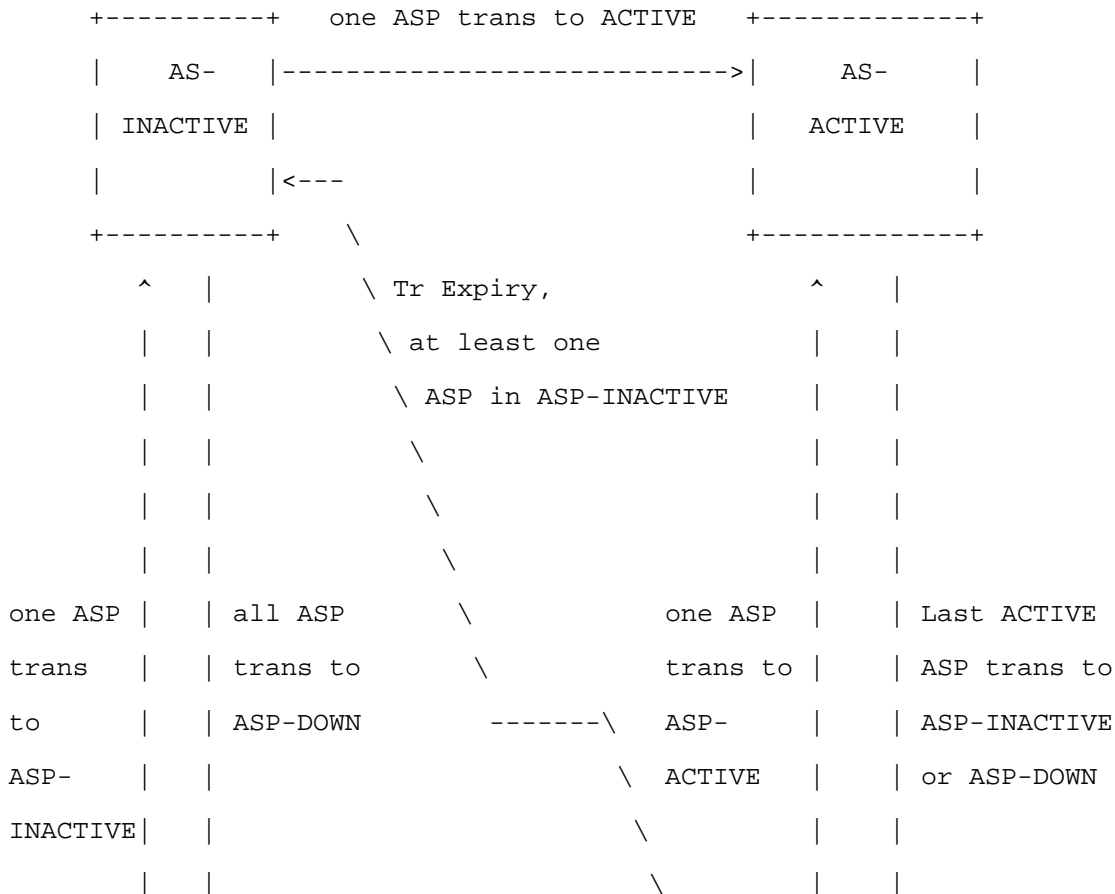 +----------+   one ASP trans to ACTIVE   +-------------+
|    AS-   |---------------------------->|     AS-     |
| INACTIVE |                             |   ACTIVE    |
|          |<---                         |             |
+----------+    \                        +-------------+
   ^   |         \ Tr Expiry,                ^    |
   |   |          \ at least one             |    |
   |   |           \ ASP in ASP-INACTIVE     |    |
   |   |            \                        |    |
   |   |             \                       |    |
   |   |              \                      |    |
one ASP |   | all ASP       \            one ASP  |    | Last ACTIVE
trans   |   | trans to       \           trans to |    | ASP trans to
to      |   | ASP-DOWN        -------\   ASP-     |    | ASP-INACTIVE
ASP-    |   |                         \  ACTIVE   |    | or ASP-DOWN
INACTIVE|   |                          \          |    |
        |   |                           \         |    |